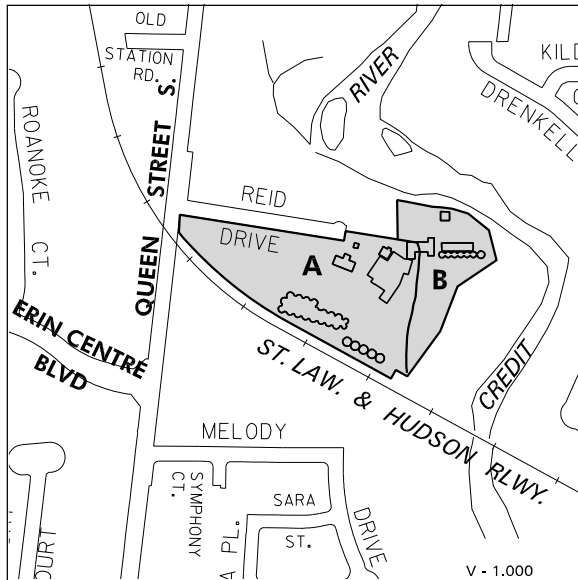 OLD
STATION
RD.
QUEEN STREET S.
RIVER
KILD
DRENKELL
ROANOKE CT.
REID
DRIVE
A
B
ERIN CENTRE
BLVD
ST. LAW. & HUDSON RLWY.
CREDIT
MELODY
DRIVE
SYMPHONY
CT.
SARA
ST.
A PL.
COURT
V - 1.000